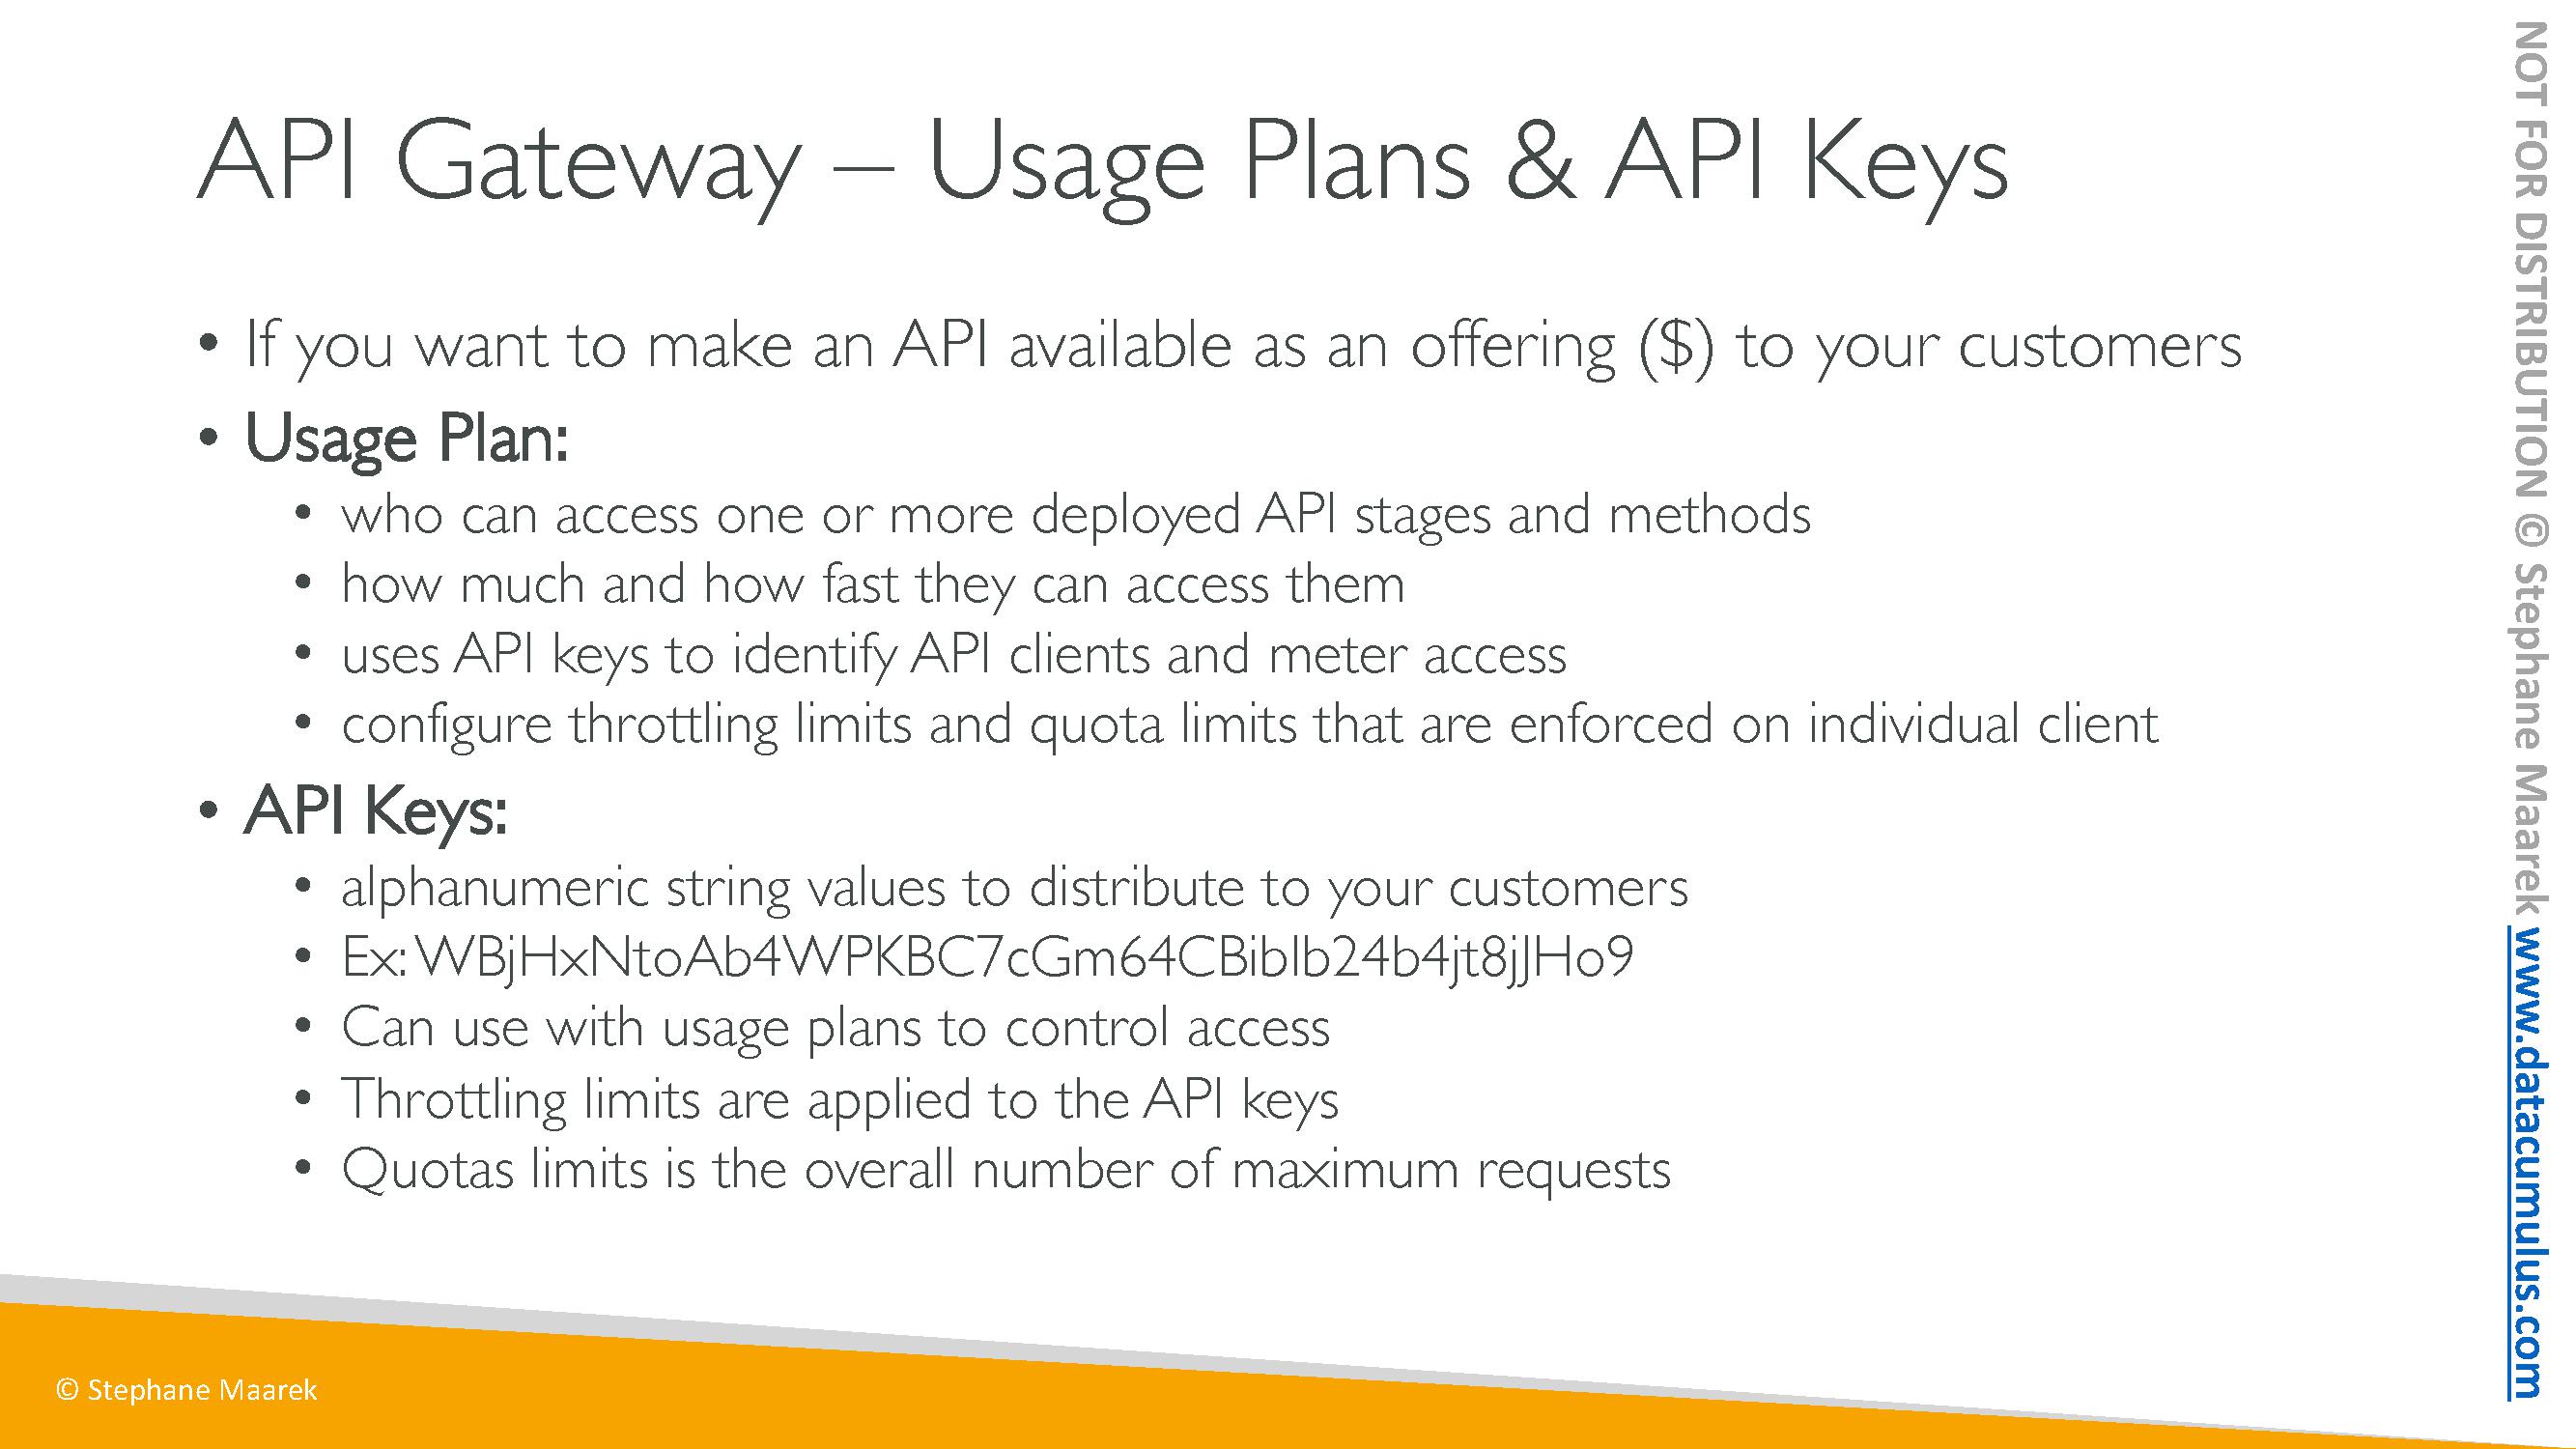 API Gateway – Usage Plans & API Keys
• If you want to make an API available as an offering ($) to your customers
• Usage Plan:
• who can access one or more deployed API stages and methods
• how much and how fast they can access them
• uses API keys to identify API clients and meter access
• configure throttling limits and quota limits that are enforced on individual client
• API Keys:
• alphanumeric string values to distribute to your customers
• Ex: WBjHxNtoAb4WPKBC7cGm64CBibIb24b4jt8jJHo9
• Can use with usage plans to control access
• Throttling limits are applied to the API keys
• Quotas limits is the overall number of maximum requests
© Stephane Maarek
NOT FOR DISTRIBUTION © Stephane Maarek www.datacumulus.com